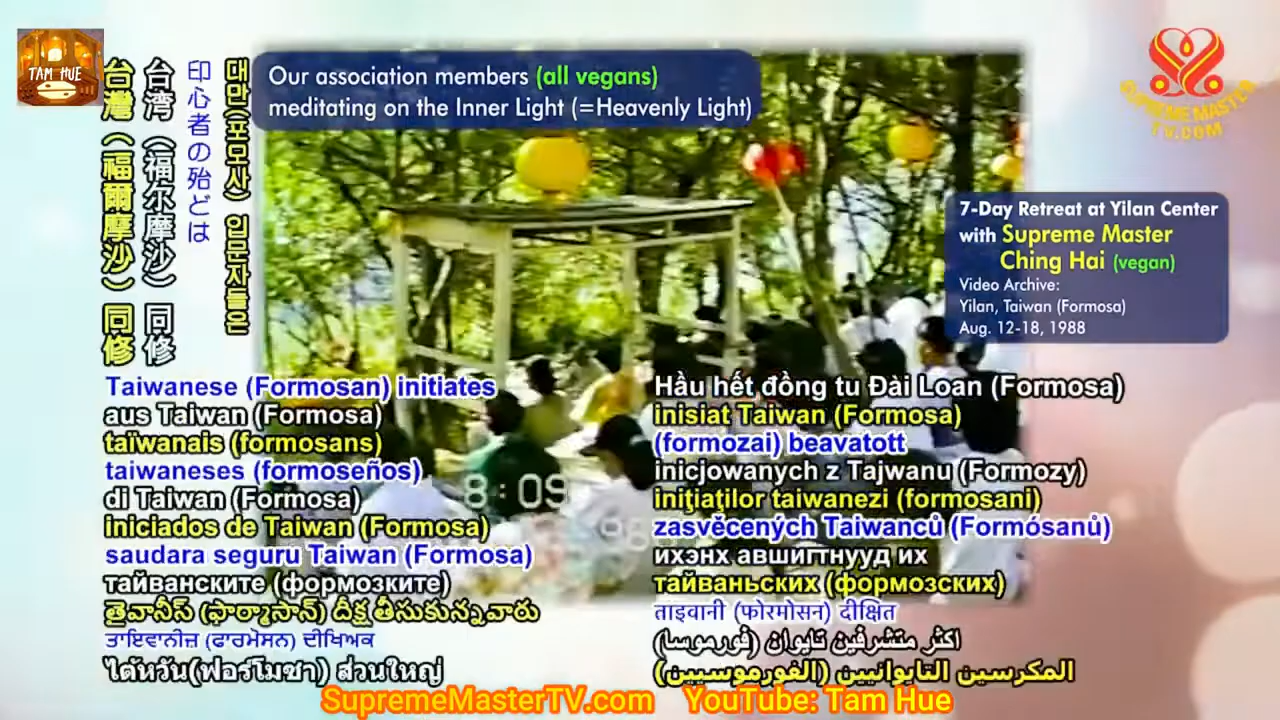 TAM HUE
Our association members (all vegans)
meditating on the Inner Light (=Heavenly Light)
SUPREME MASTER
TV.COM
台灣（福爾摩沙）同修
台湾（福尔摩沙）同修
印心者の殆どは
대만(포모사) 입문자들은
7-Day Retreat at Yilan Center
with Supreme Master
Ching Hai (vegan)
Video Archive:
Yilan, Taiwan (Formosa)
Aug. 12-18, 1988
Taiwanese (Formosan) initiates
aus Taiwan (Formosa)
taïwanais (formosans)
taiwaneses (formoseños)
di Taiwan (Formosa)
iniciados de Taiwan (Formosa)
saudara seguru Taiwan (Formosa)
тайванските (формозките)
తైవానీస్ (ఫార్మాసాన్) దీక్ష తీసుకున్నవారు
ਤਾਇਵਾਨੀਜ਼ (ਫਾਰਮੋਸਨ) ਦੀਖਿਅਕ
ไต้หวัน(ฟอร์โมซา) ส่วนใหญ่
Hầu hết đồng tu Đài Loan (Formosa)
inisiat Taiwan (Formosa)
(formozai) beavatott
inicjowanych z Tajwanu (Formozy)
iniţiaţilor taiwanezi (formosani)
zasvěcených Taiwanců (Formósanů)
ихэнх авшигтнууд их
тайваньских (формозских)
ताइवानी (फोरमोसन) दीक्षित
اکثر متشرفین تایوان (فورموسا)
المكرسين التايوانيين (الفورموسيين)
8:09
SupremeMasterTV.com YouTube: Tam Hue